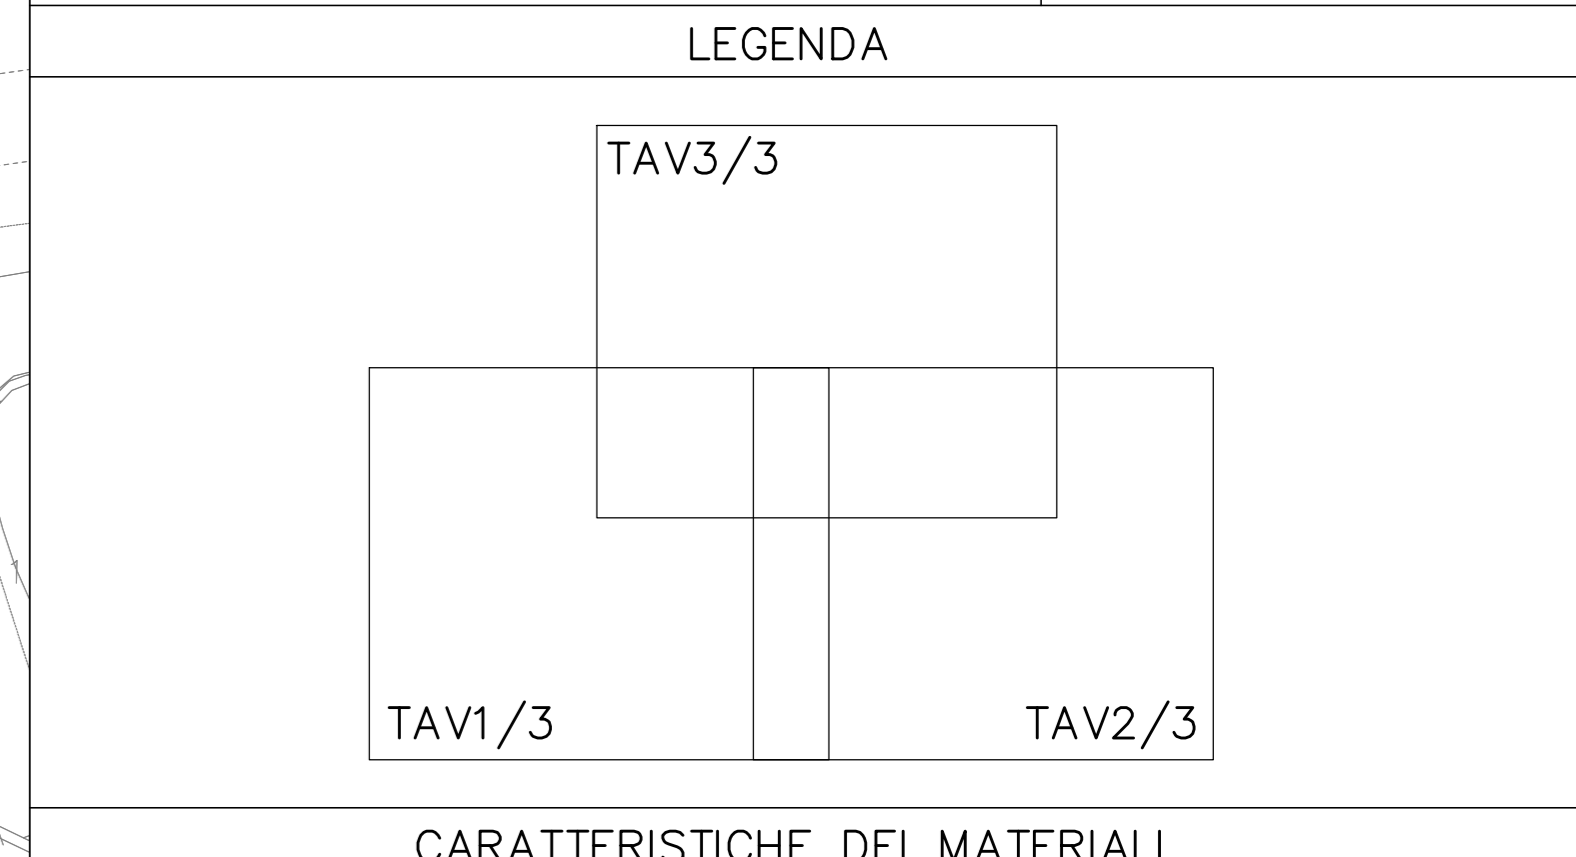 LEGENDA
TAV3/3
TAV1/3
TAV2/3
CARATTERISTICHE DEI MATERIALI